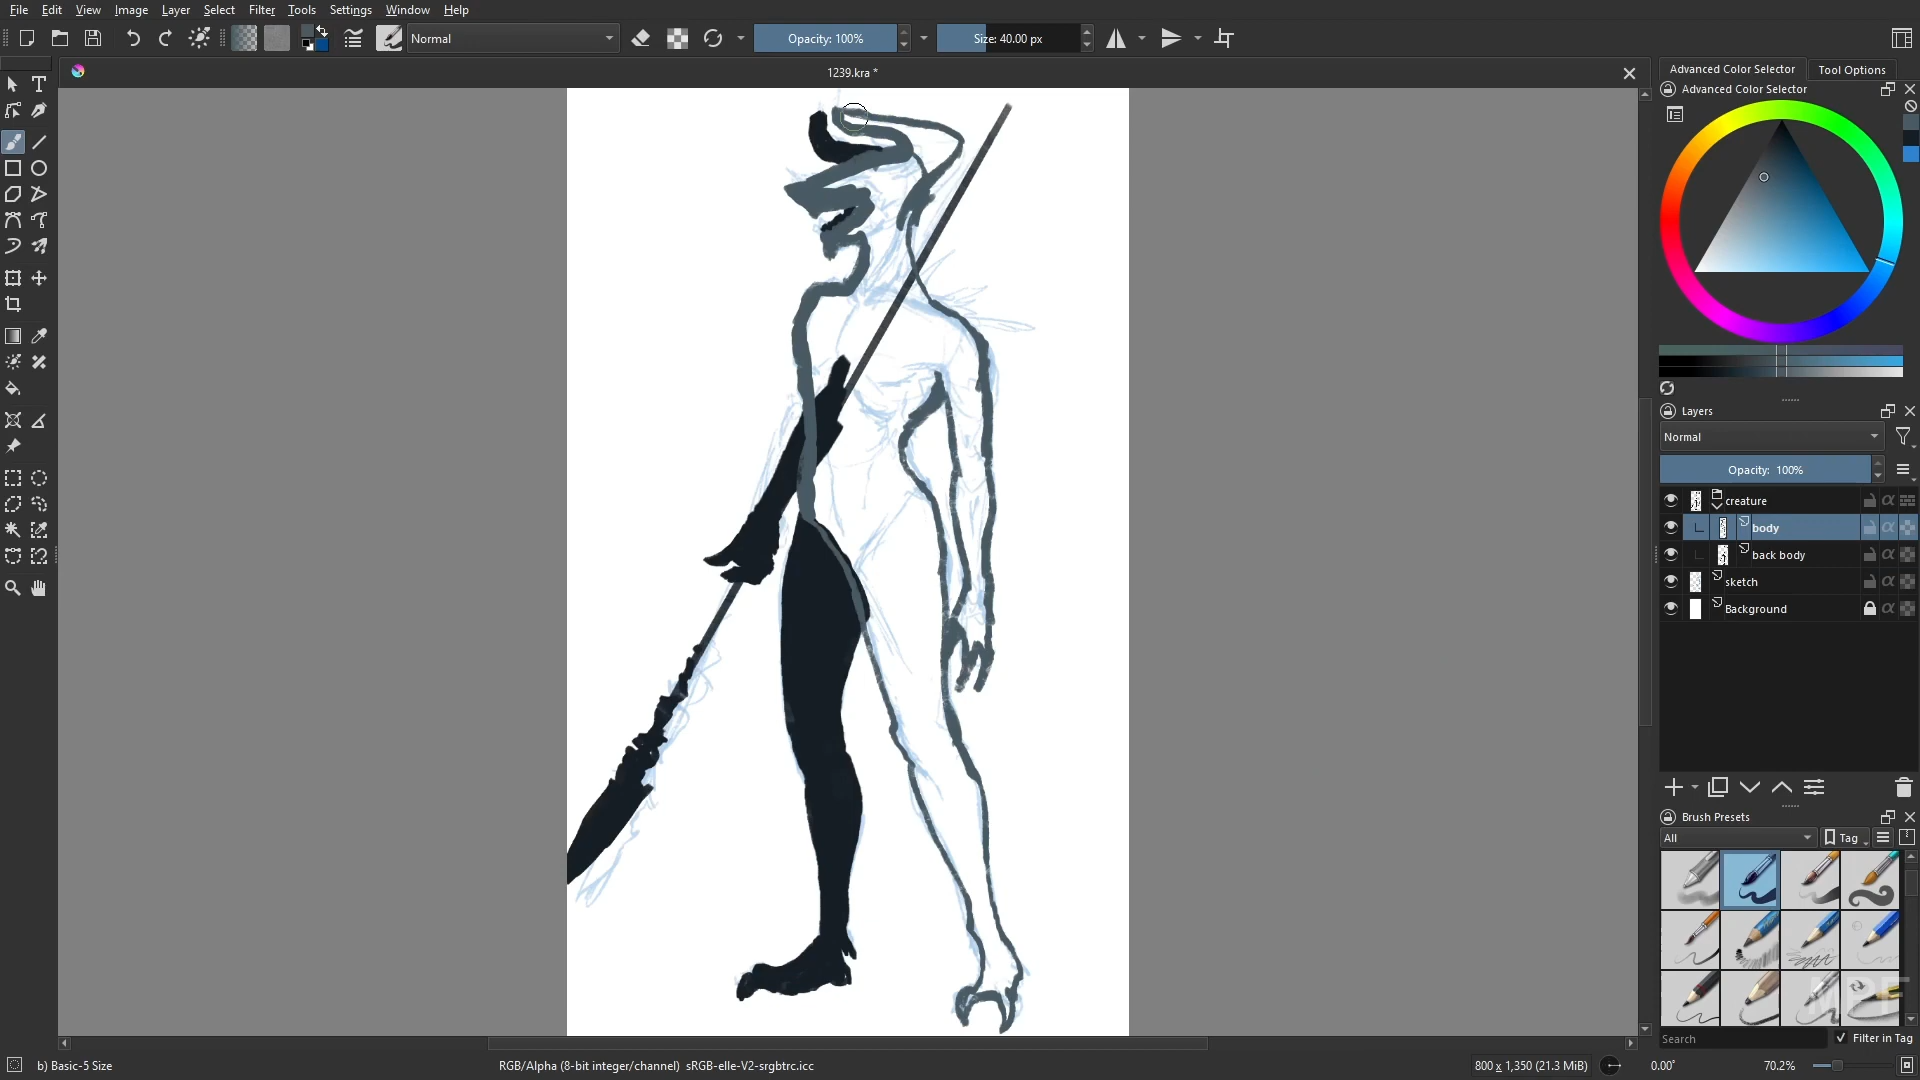 File Edit View Image Layer Select Filter Tools Settings Window Help
Normal
Opacity: 100%
Size: 40.00 px
1239.kra *
Advanced Color Selector
Tool Options
Advanced Color Selector
Layers
Normal
Opacity: 100%
creature
body
back body
sketch
Background
Brush Presets
All
Tag
MPF
Search
Filter in Tag
b) Basic-5 Size
RGB/Alpha (8-bit integer/channel) sRGB-elle-V2-srgbtrc.icc
800 x 1,350 (21.3 MiB)
0.00°
70.2%